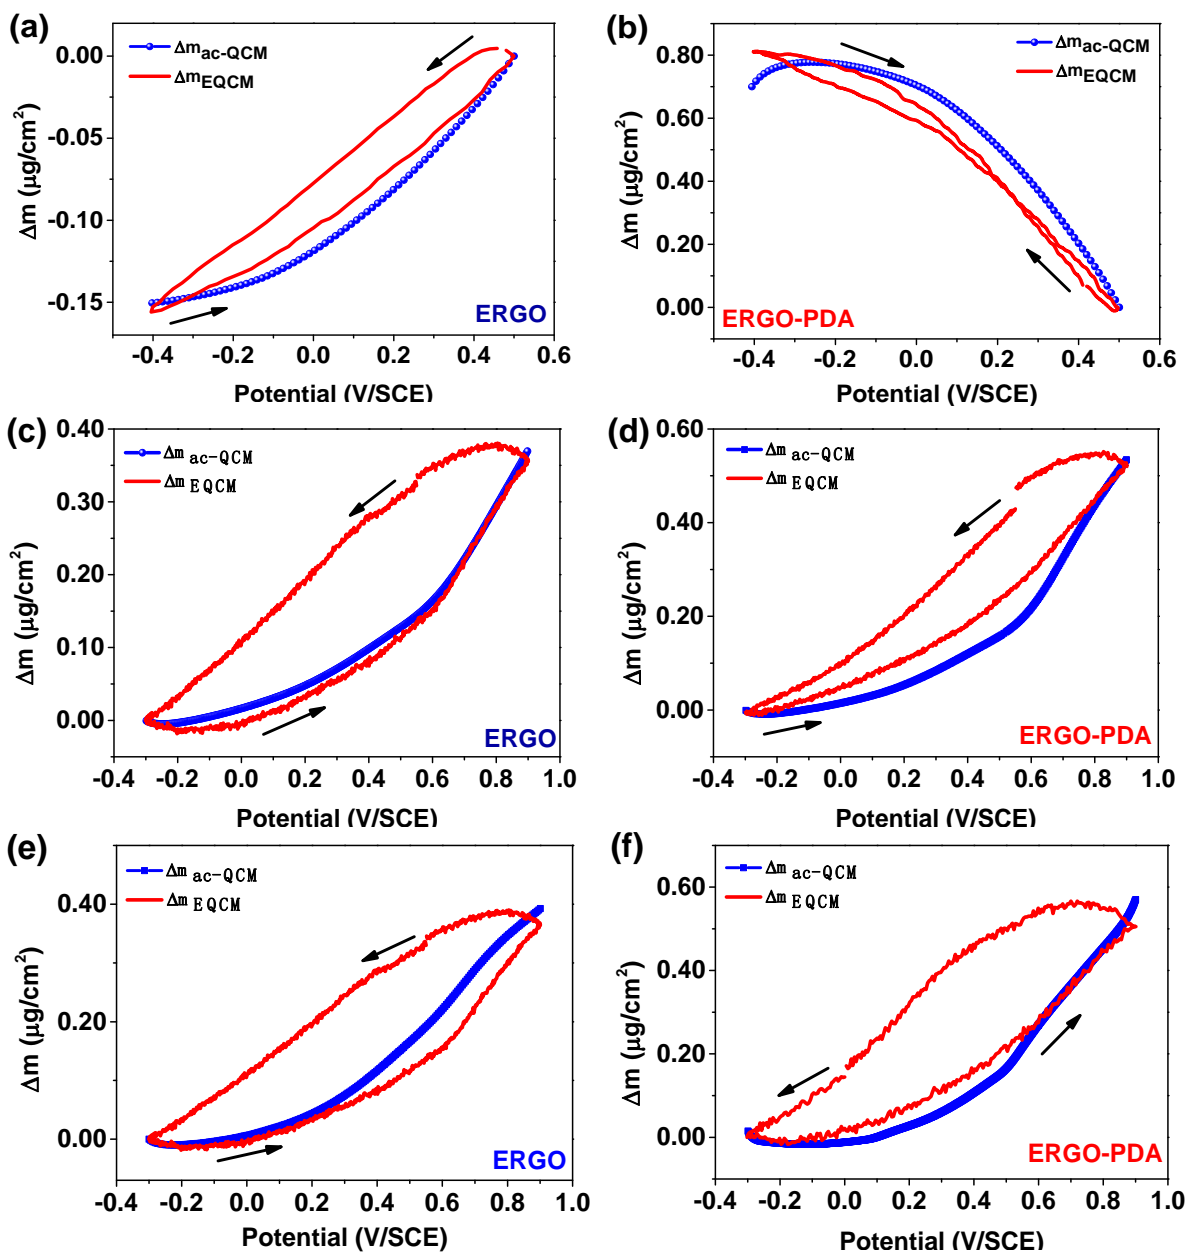 (a)
Δm ac-QCM
Δm EQCM
0.00
-0.05
-0.10
-0.15
Δm (μg/cm²)
-0.4 -0.2 0.0 0.2 0.4 0.6
Potential (V/SCE)
ERGO
(b)
Δm ac-QCM
Δm EQCM
0.80
0.60
0.40
0.20
0.00
Δm (μg/cm²)
-0.4 -0.2 0.0 0.2 0.4 0.6
Potential (V/SCE)
ERGO-PDA
(c)
Δm ac-QCM
Δm EQCM
0.40
0.30
0.20
0.10
0.00
Δm (μg/cm²)
-0.4 -0.2 0.0 0.2 0.4 0.6 0.8 1.0
Potential (V/SCE)
ERGO
(d)
Δm ac-QCM
Δm EQCM
0.60
0.40
0.20
0.00
Δm (μg/cm²)
-0.4 -0.2 0.0 0.2 0.4 0.6 0.8 1.0
Potential (V/SCE)
ERGO-PDA
(e)
Δm ac-QCM
Δm EQCM
0.40
0.20
0.00
Δm (μg/cm²)
-0.4 -0.2 0.0 0.2 0.4 0.6 0.8 1.0
Potential (V/SCE)
ERGO
(f)
Δm ac-QCM
Δm EQCM
0.60
0.40
0.20
0.00
Δm (μg/cm²)
-0.4 -0.2 0.0 0.2 0.4 0.6 0.8 1.0
Potential (V/SCE)
ERGO-PDA